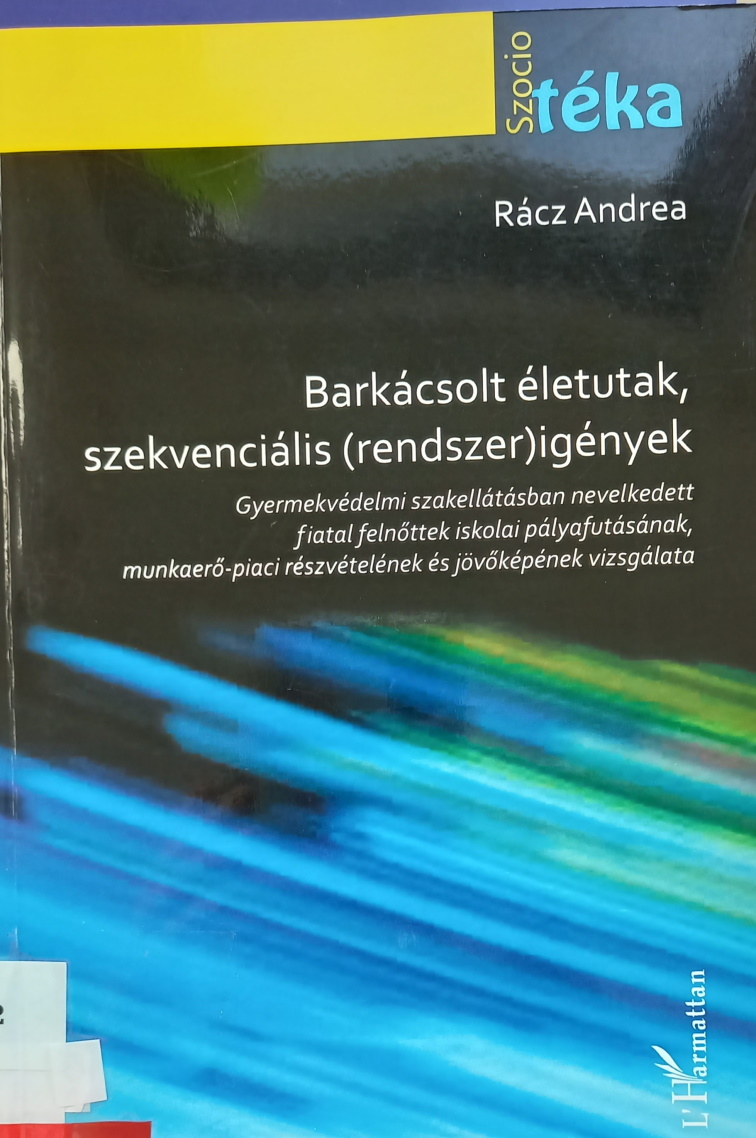 Szocio
téka
Rácz Andrea
Barkácsolt életutak,
szekvenciális (rendszer)igények
Gyermekvédelmi szakellátásban nevelkedett
fiatal felnőttek iskolai pályafutásának,
munkaerő-piaci részvételének és jövőképének vizsgálata
L'Harmattan